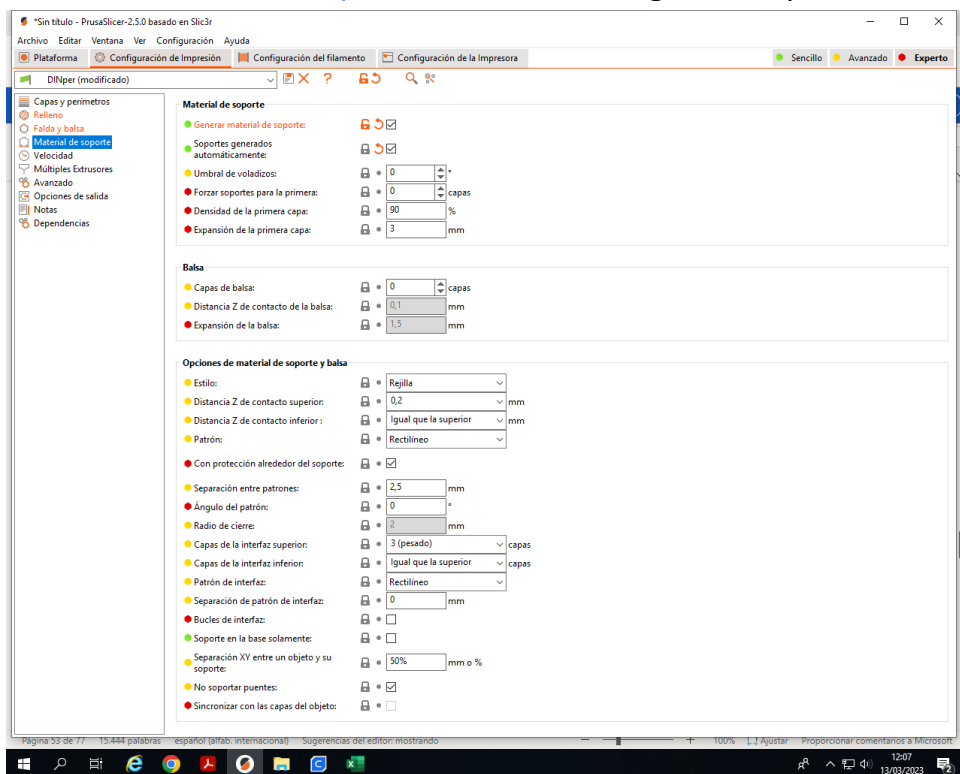 *Sin título - PrusaSlicer-2.5.0 basado en Slic3r
Archivo Editar Ventana Ver Configuración Ayuda
Plataforma Configuración de Impresión Configuración del filamento Configuración de la Impresora Sencillo Avanzado Experto
DINper (modificado)
Capas y perímetros
Relleno
Falda y balsa
Material de soporte
Velocidad
Múltiples Extrusores
Avanzado
Opciones de salida
Notas
Dependencias
Material de soporte
Generar material de soporte:
Soportes generados
automáticamente:
Umbral de voladizos: 0 °
Forzar soportes para la primera: 0 capas
Densidad de la primera capa: 90 %
Expansión de la primera capa: 3 mm
Balsa
Capas de balsa: 0 capas
Distancia Z de contacto de la balsa: 0,1 mm
Expansión de la balsa: 1,5 mm
Opciones de material de soporte y balsa
Estilo: Rejilla
Distancia Z de contacto superior: 0,2 mm
Distancia Z de contacto inferior : Igual que la superior mm
Patrón: Rectilíneo
Con protección alrededor del soporte:
Separación entre patrones: 2,5 mm
Ángulo del patrón: 0 °
Radio de cierre: 2 mm
Capas de la interfaz superior: 3 (pesado) capas
Capas de la interfaz inferior: Igual que la superior capas
Patrón de interfaz: Rectilíneo
Separación de patrón de interfaz: 0 mm
Bucles de interfaz:
Soporte en la base solamente:
Separación XY entre un objeto y su
soporte: 50% mm o %
No soportar puentes:
Sincronizar con las capas del objeto:
Página 53 de 77 15.444 palabras español (alfab. internacional) Sugerencias del editor: mostrando 100% Ajustar Proporcionar comentarios a Microsoft
12:07
13/03/2023